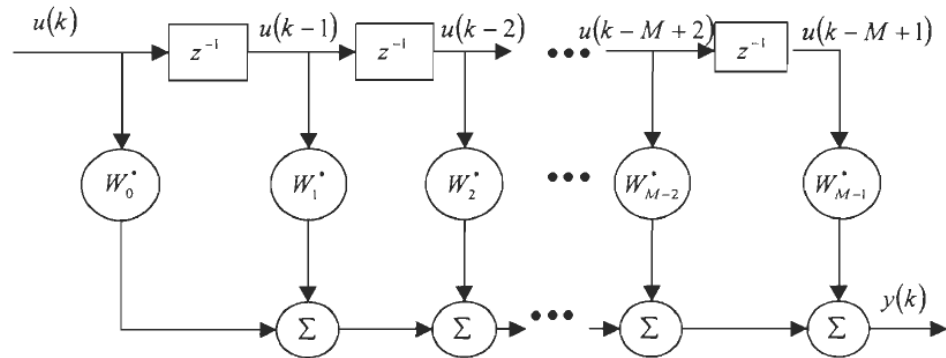 u(k) u(k−1) u(k−2) ••• u(k−M+2) u(k−M+1)
z⁻¹ z⁻¹ z⁻¹
W₀* W₁* W₂* ••• W*_{M−2} W*_{M−1}
y(k)
Σ Σ ••• Σ Σ